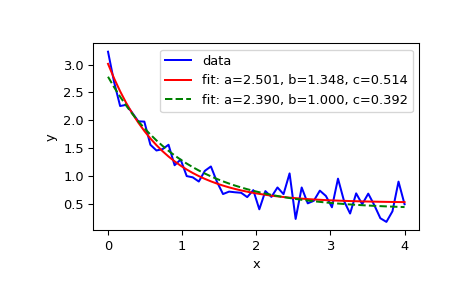 data
fit: a=2.501, b=1.348, c=0.514
fit: a=2.390, b=1.000, c=0.392
3.0
2.5
2.0
1.5
1.0
0.5
y
0 1 2 3 4
x